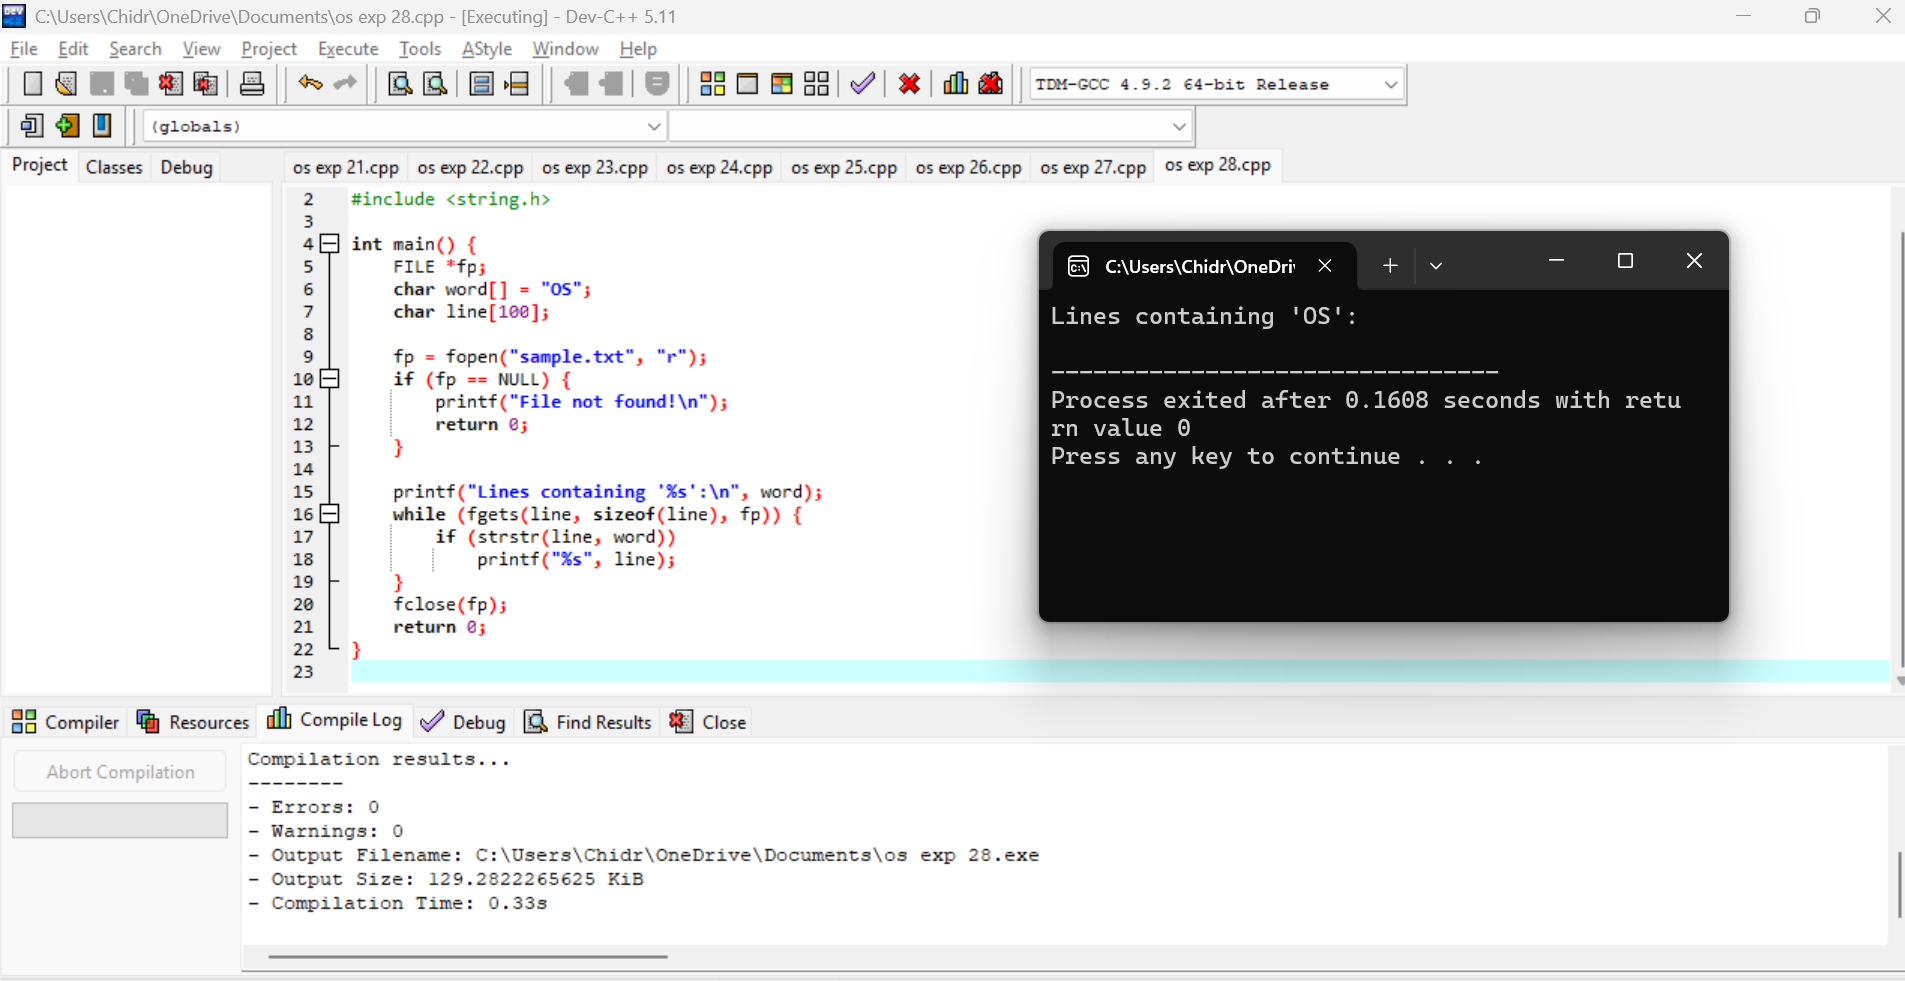 C:\Users\Chidr\OneDrive\Documents\os exp 28.cpp - [Executing] - Dev-C++ 5.11
File Edit Search View Project Execute Tools AStyle Window Help
TDM-GCC 4.9.2 64-bit Release
(globals)
Project Classes Debug
os exp 21.cpp os exp 22.cpp os exp 23.cpp os exp 24.cpp os exp 25.cpp os exp 26.cpp os exp 27.cpp os exp 28.cpp
2 #include <string.h>
3
4 int main() {
5 FILE *fp;
6 char word[] = "OS";
7 char line[100];
8
9 fp = fopen("sample.txt", "r");
10 if (fp == NULL) {
11 printf("File not found!\n");
12 return 0;
13 }
14
15 printf("Lines containing '%s':\n", word);
16 while (fgets(line, sizeof(line), fp)) {
17 if (strstr(line, word))
18 printf("%s", line);
19 }
20 fclose(fp);
21 return 0;
22 }
23
C:\Users\Chidr\OneDri
Lines containing 'OS':
--------------------------------
Process exited after 0.1608 seconds with retu
rn value 0
Press any key to continue . . .
Compiler Resources Compile Log Debug Find Results Close
Abort Compilation
Compilation results...
--------
- Errors: 0
- Warnings: 0
- Output Filename: C:\Users\Chidr\OneDrive\Documents\os exp 28.exe
- Output Size: 129.2822265625 KiB
- Compilation Time: 0.33s